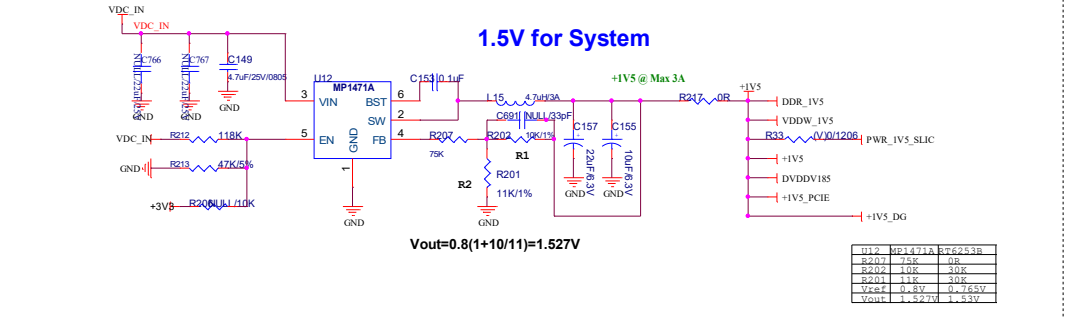 VDC_IN
VDC_IN
1.5V for System
C766
NULL/22uF/25V
C767
NULL/22uF/25V
C149
4.7uF/25V/0805
GND
GND
GND
U12
MP1471A
3
VIN
BST
6
SW
2
5
EN
FB
4
GND
1
GND
C153
0.1uF
L15
4.7uH/3A
+1V5 @ Max 3A
C691
NULL/33pF
R207
75K
R202
10K/1%
R1
R2
R201
11K/1%
GND
C157
22uF/6.3V
GND
C155
10uF/6.3V
GND
R217
0R
+1V5
DDR_1V5
VDDW_1V5
R33
(V)0/1206
PWR_1V5_SLIC
+1V5
DVDDV185
+1V5_PCIE
+1V5_DG
VDC_IN
R212
118K
GND
R213
47K/5%
+3V3
NULL/10K
Vout=0.8(1+10/11)=1.527V
U12 MP1471A RT6253B
R207 75K 0R
R202 10K 30K
R201 11K 30K
Vref 0.8V 0.765V
Vout 1.527V 1.53V